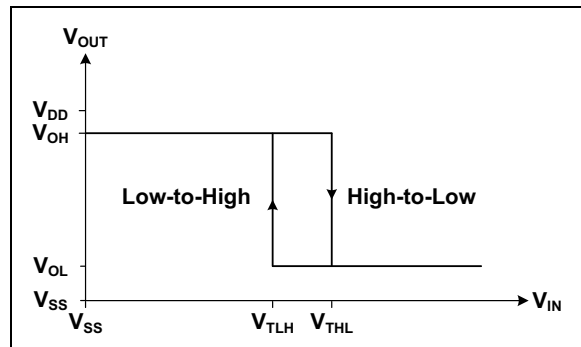 VOUT
VDD
VOH
Low-to-High High-to-Low
VOL
VSS VIN
VSS VTLH VTHL